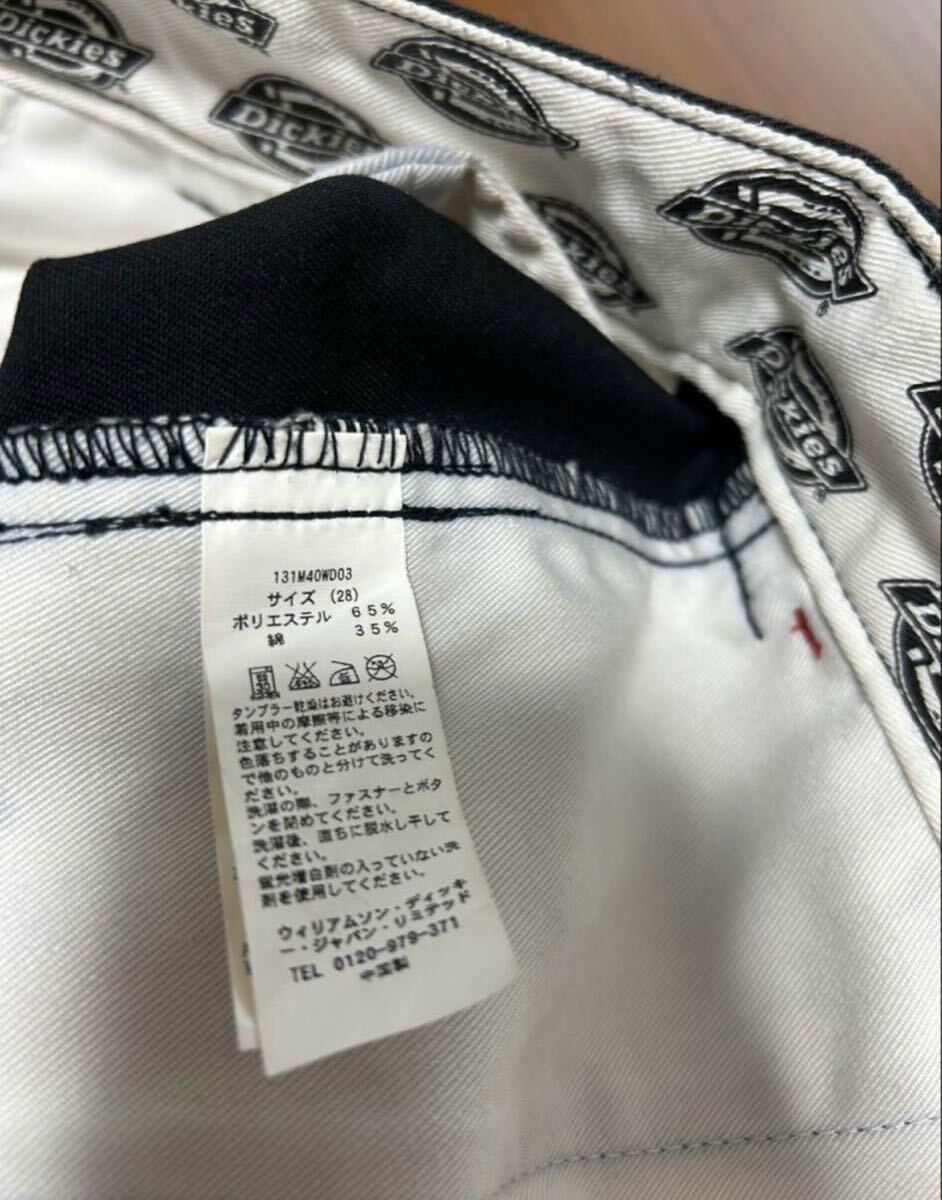 Dickies
Dickies
Dickies
Dickies
Dickies
Dickies
131M40WD03
サイズ (28)
ポリエステル 65%
綿 35%
タンブラー乾燥はお避けください。
着用中の摩擦等による移染に
注意してください。
色落ちすることがありますの
で他のものと分けて洗ってく
ださい。
洗濯の際、ファスナーとボタ
ンを閉めてください。
洗濯後、直ちに脱水し干して
ください。
蛍光増白剤の入っていない洗
剤を使用してください。
ウィリアムソン・ディッキ
ー・ジャパン・リミテッド
TEL 0120-979-371
中国製